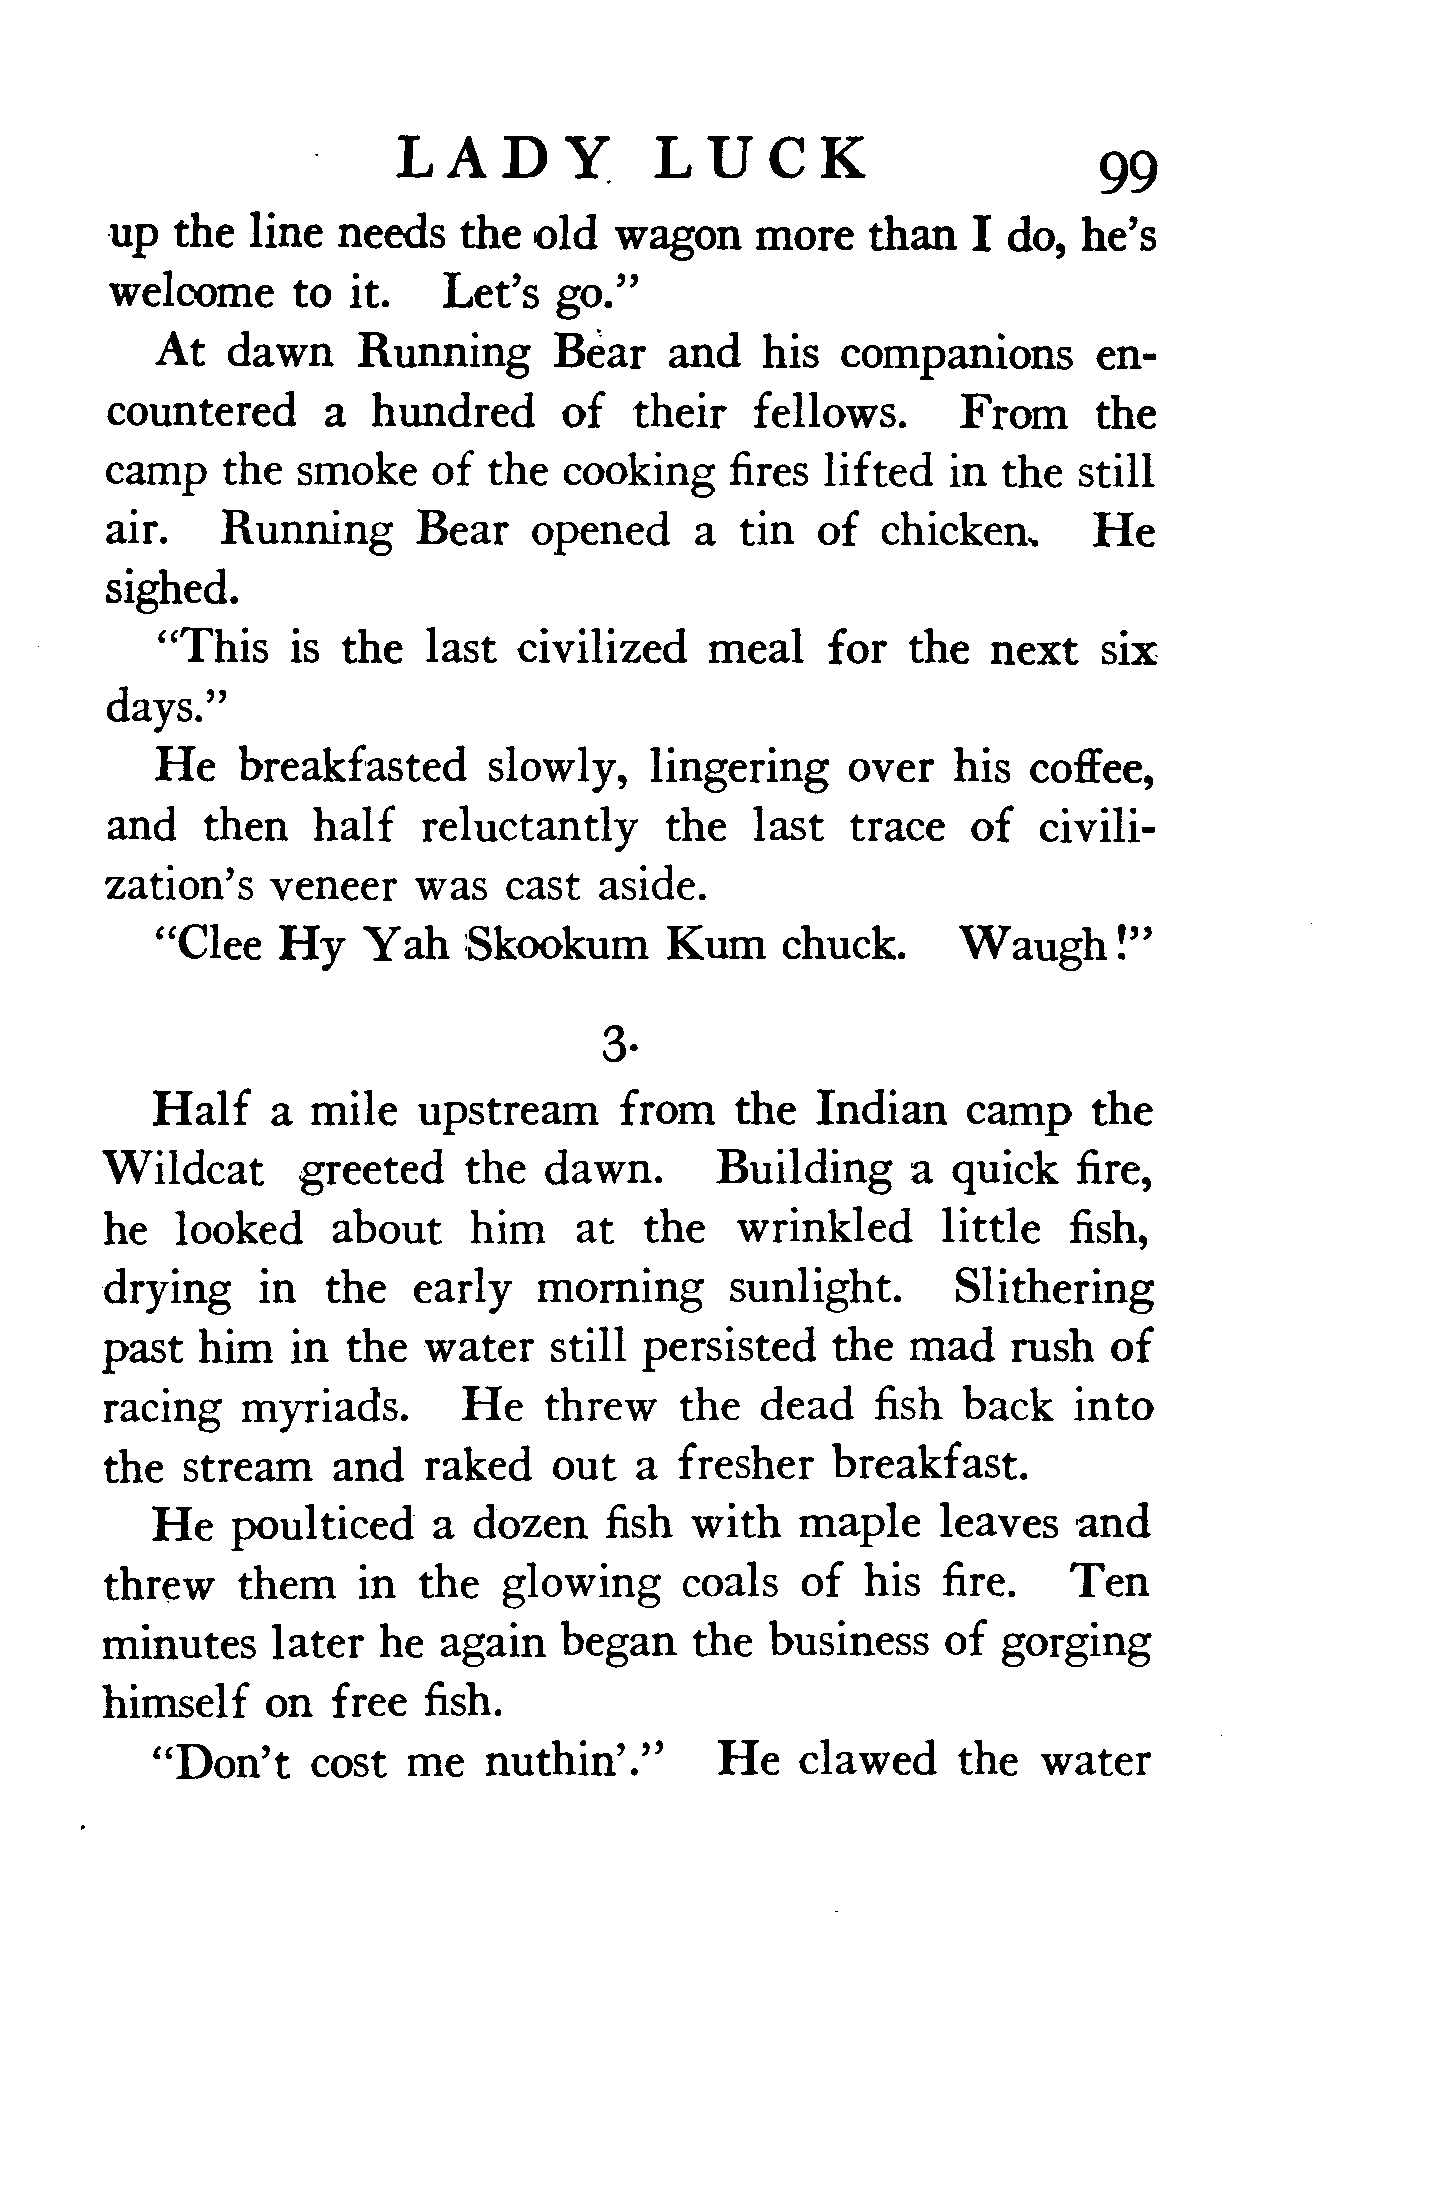 LADY LUCK 99
up the line needs the old wagon more than I do, he's
welcome to it. Let's go."
At dawn Running Bear and his companions en-
countered a hundred of their fellows. From the
camp the smoke of the cooking fires lifted in the still
air. Running Bear opened a tin of chicken. He
sighed.
"This is the last civilized meal for the next six
days."
He breakfasted slowly, lingering over his coffee,
and then half reluctantly the last trace of civili-
zation's veneer was cast aside.
"Clee Hy Yah Skookum Kum chuck. Waugh!"
3.
Half a mile upstream from the Indian camp the
Wildcat greeted the dawn. Building a quick fire,
he looked about him at the wrinkled little fish,
drying in the early morning sunlight. Slithering
past him in the water still persisted the mad rush of
racing myriads. He threw the dead fish back into
the stream and raked out a fresher breakfast.
He poulticed a dozen fish with maple leaves and
threw them in the glowing coals of his fire. Ten
minutes later he again began the business of gorging
himself on free fish.
"Don't cost me nuthin'." He clawed the water